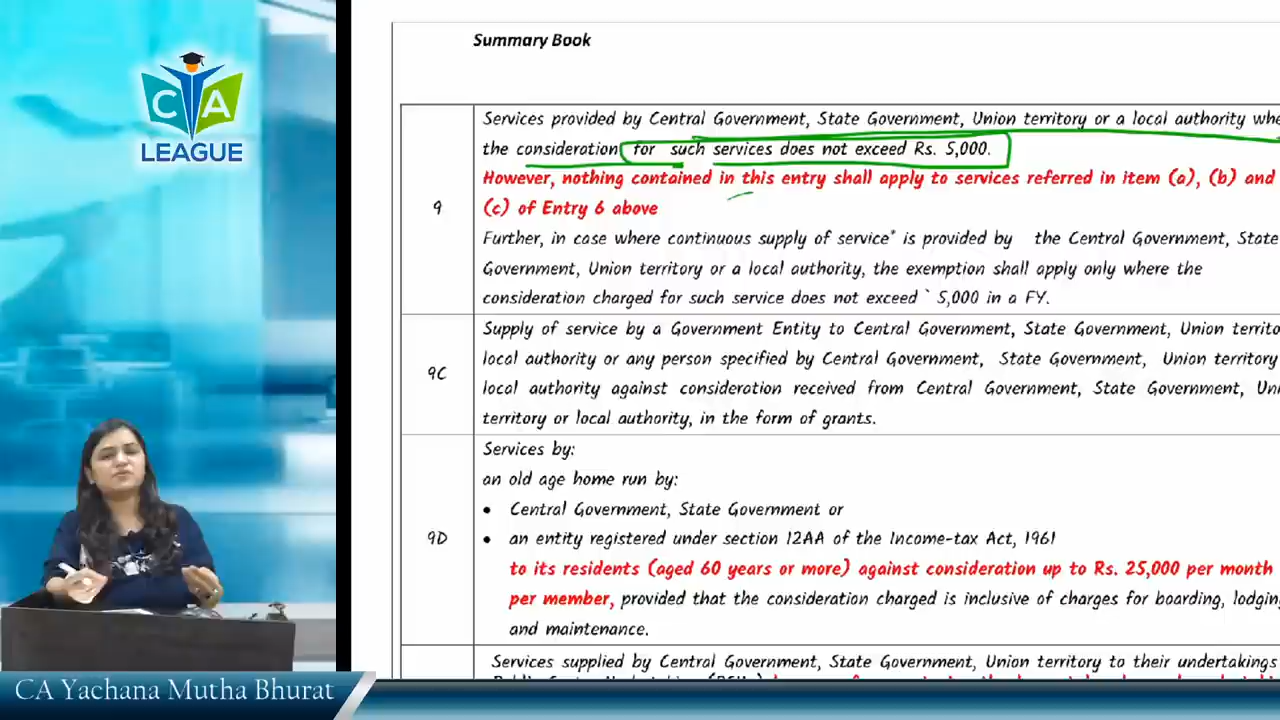 CA
LEAGUE
Summary Book
9
Services provided by Central Government, State Government, Union territory or a local authority whe
the consideration for such services does not exceed Rs. 5,000.
However, nothing contained in this entry shall apply to services referred in item (a), (b) and
(c) of Entry 6 above
Further, in case where continuous supply of service* is provided by the Central Government, State
Government, Union territory or a local authority, the exemption shall apply only where the
consideration charged for such service does not exceed ` 5,000 in a FY.
9C
Supply of service by a Government Entity to Central Government, State Government, Union territo
local authority or any person specified by Central Government, State Government, Union territory
local authority against consideration received from Central Government, State Government, Un
territory or local authority, in the form of grants.
9D
Services by:
an old age home run by:
• Central Government, State Government or
• an entity registered under section 12AA of the Income-tax Act, 1961
to its residents (aged 60 years or more) against consideration up to Rs. 25,000 per month
per member, provided that the consideration charged is inclusive of charges for boarding, lodging
and maintenance.
Services supplied by Central Government, State Government, Union territory to their undertakings
CA Yachana Mutha Bhurat